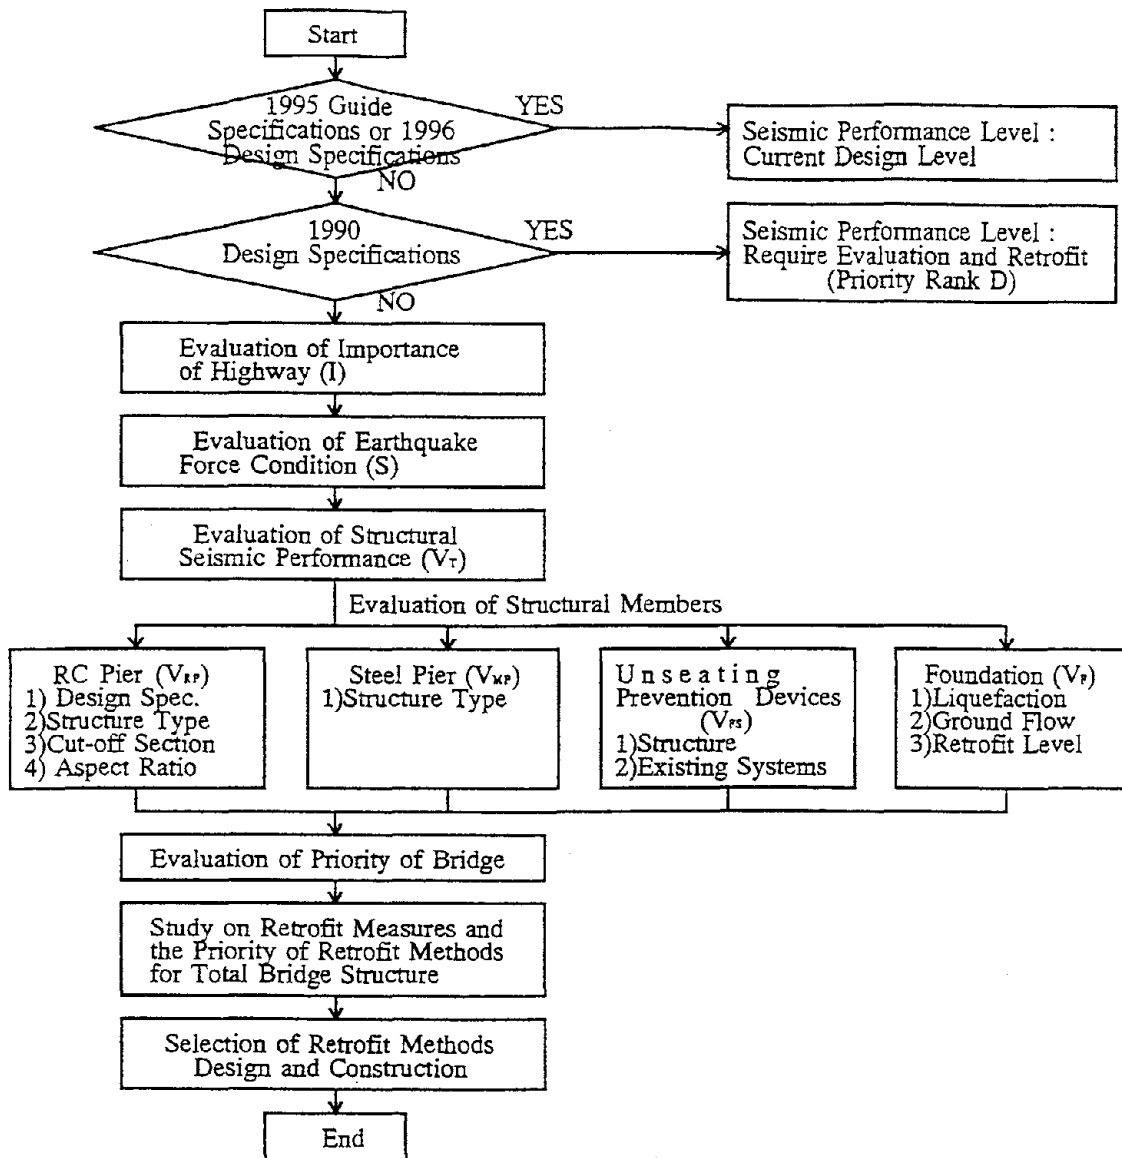 Start
1995 Guide
Specifications or 1996
Design Specifications
YES
Seismic Performance Level :
Current Design Level
NO
1990
Design Specifications
YES
Seismic Performance Level :
Require Evaluation and Retrofit
(Priority Rank D)
NO
Evaluation of Importance
of Highway (I)
Evaluation of Earthquake
Force Condition (S)
Evaluation of Structural
Seismic Performance (VT)
Evaluation of Structural Members
RC Pier (VRP)
1) Design Spec.
2)Structure Type
3)Cut-off Section
4) Aspect Ratio
Steel Pier (VMP)
1)Structure Type
Unseating
Prevention Devices
(VFS)
1)Structure
2)Existing Systems
Foundation (VF)
1)Liquefaction
2)Ground Flow
3)Retrofit Level
Evaluation of Priority of Bridge
Study on Retrofit Measures and
the Priority of Retrofit Methods
for Total Bridge Structure
Selection of Retrofit Methods
Design and Construction
End